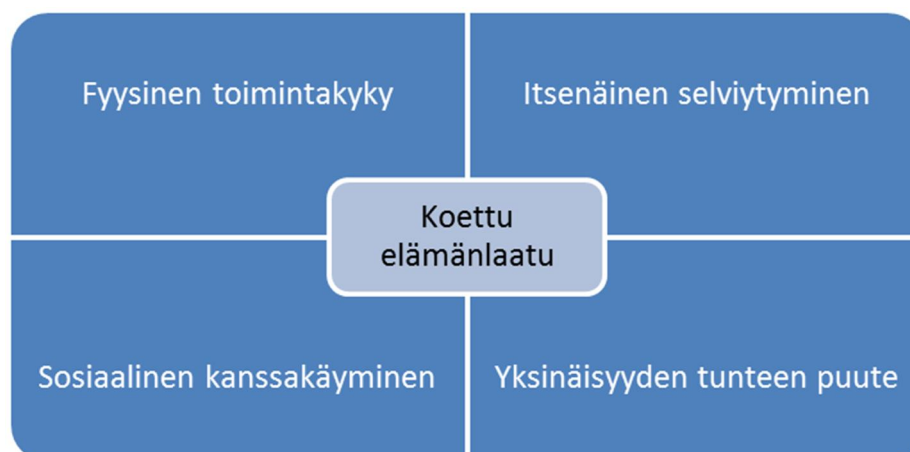 Fyysinen toimintakyky
Itsenäinen selviytyminen
Koettu
elämänlaatu
Sosiaalinen kanssakäyminen
Yksinäisyyden tunteen puute